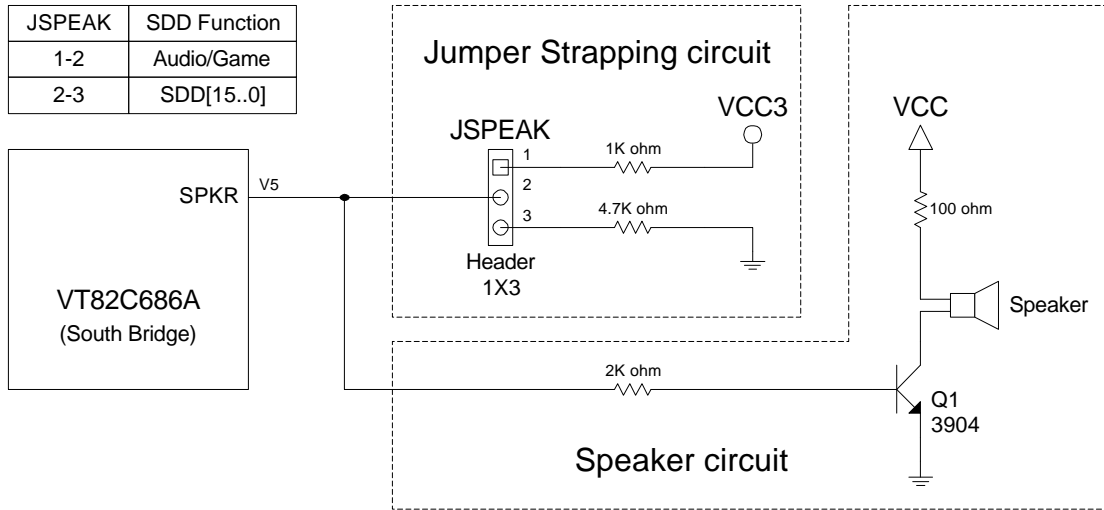 JSPEAK SDD Function
1-2 Audio/Game
2-3 SDD[15..0]
Jumper Strapping circuit
VCC3
VCC
JSPEAK
1
1K ohm
2
3
4.7K ohm
Header
1X3
SPKR
V5
VT82C686A
(South Bridge)
100 ohm
Speaker
2K ohm
Q1
3904
Speaker circuit